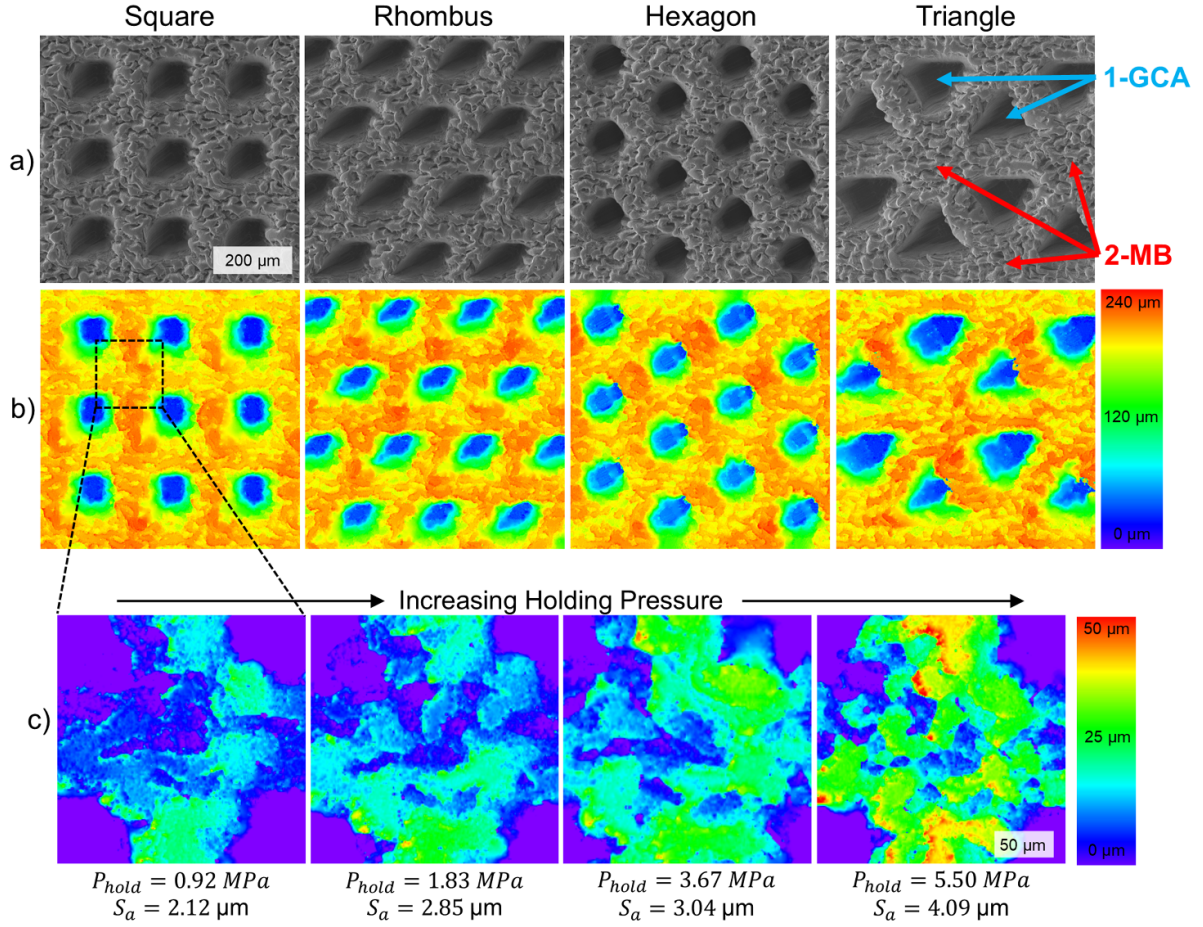 Square Rhombus Hexagon Triangle
a)
1-GCA
2-MB
200 µm
b)
240 µm
120 µm
0 µm
Increasing Holding Pressure
c)
50 µm
25 µm
0 µm
50 µm
P_hold = 0.92 MPa P_hold = 1.83 MPa P_hold = 3.67 MPa P_hold = 5.50 MPa
S_a = 2.12 µm S_a = 2.85 µm S_a = 3.04 µm S_a = 4.09 µm